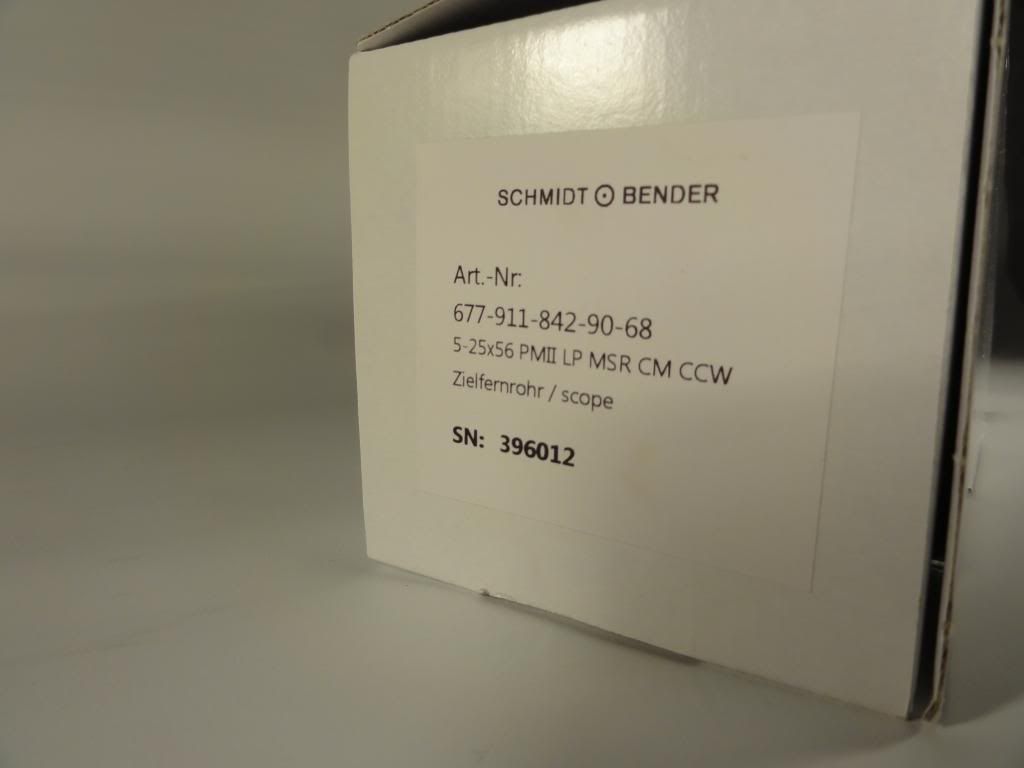 SCHMIDT BENDER
Art.-Nr:
677-911-842-90-68
5-25x56 PMII LP MSR CM CCW
Zielfernrohr / scope
SN: 396012